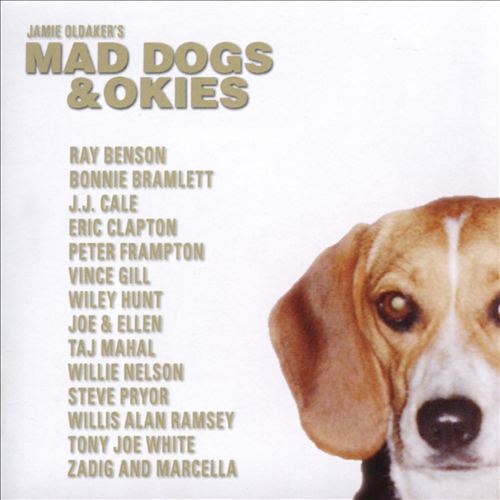 JAMIE OLDAKER'S
MAD DOGS
& OKIES
RAY BENSON
BONNIE BRAMLETT
J.J. CALE
ERIC CLAPTON
PETER FRAMPTON
VINCE GILL
WILEY HUNT
JOE & ELLEN
TAJ MAHAL
WILLIE NELSON
STEVE PRYOR
WILLIS ALAN RAMSEY
TONY JOE WHITE
ZADIG AND MARCELLA